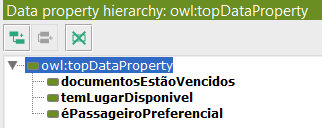 Data property hierarchy: owl:topDataProperty
owl:topDataProperty
documentosEstãoVencidos
temLugarDisponivel
éPassageiroPreferencial